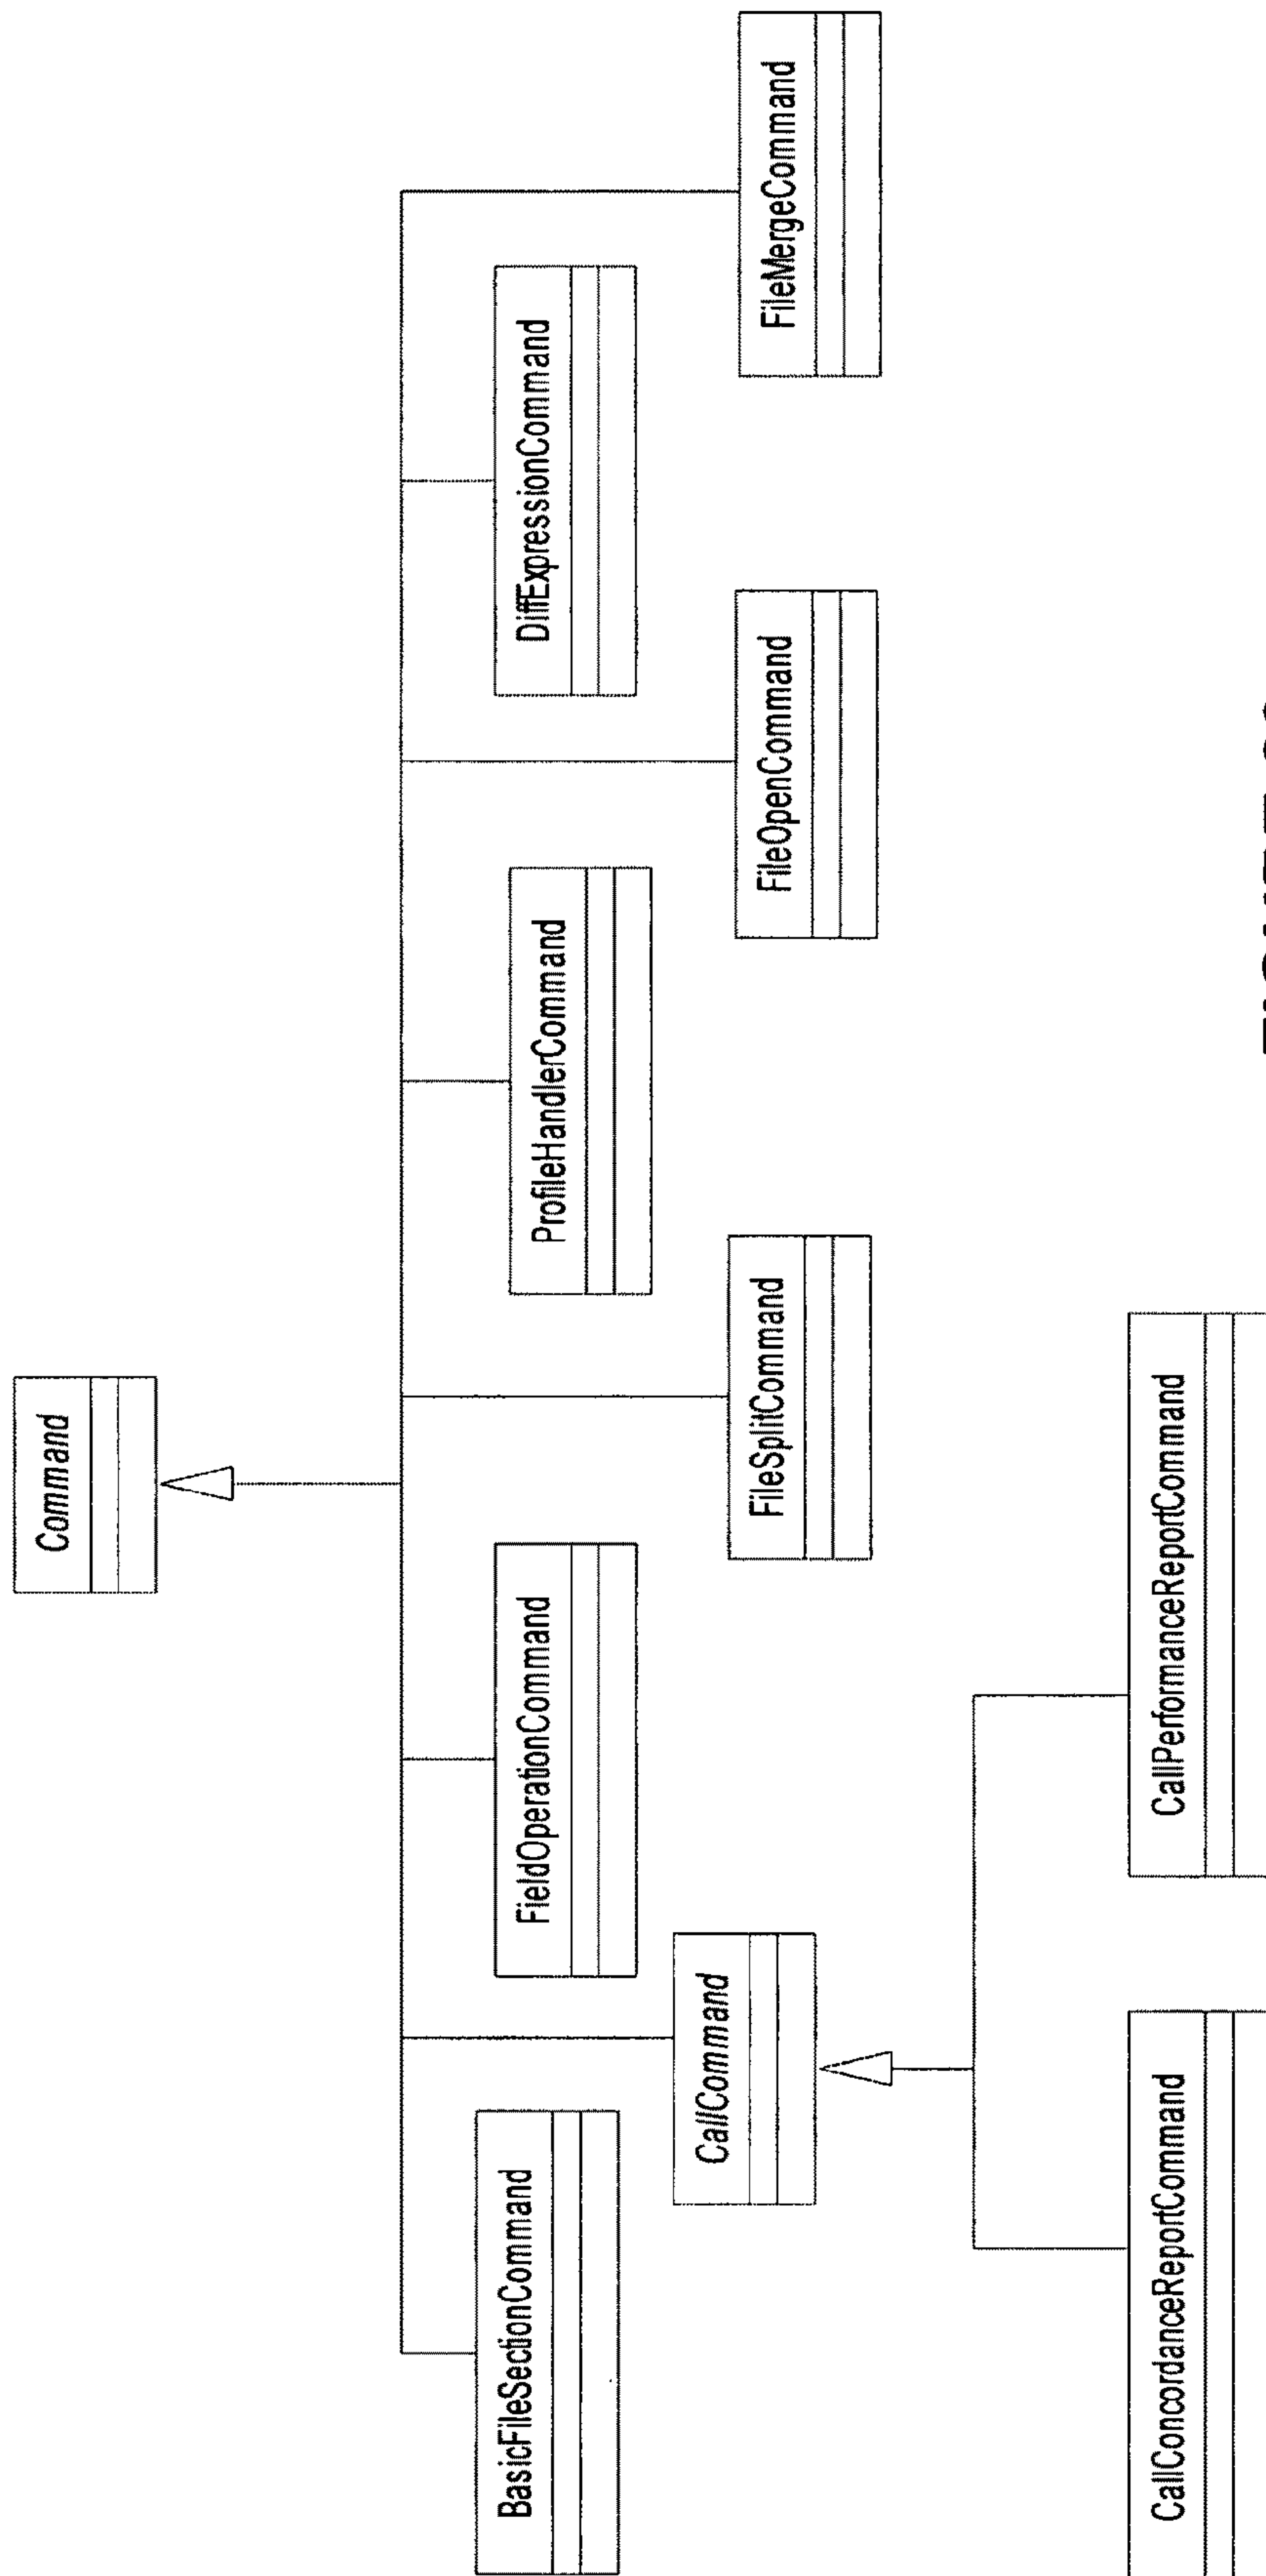 Command
BasicFileSectionCommand
CallCommand
FieldOperationCommand
FileSplitCommand
ProfileHandlerCommand
FileOpenCommand
DiffExpressionCommand
FileMergeCommand
CallConcordanceReportCommand
CallPerformanceReportCommand